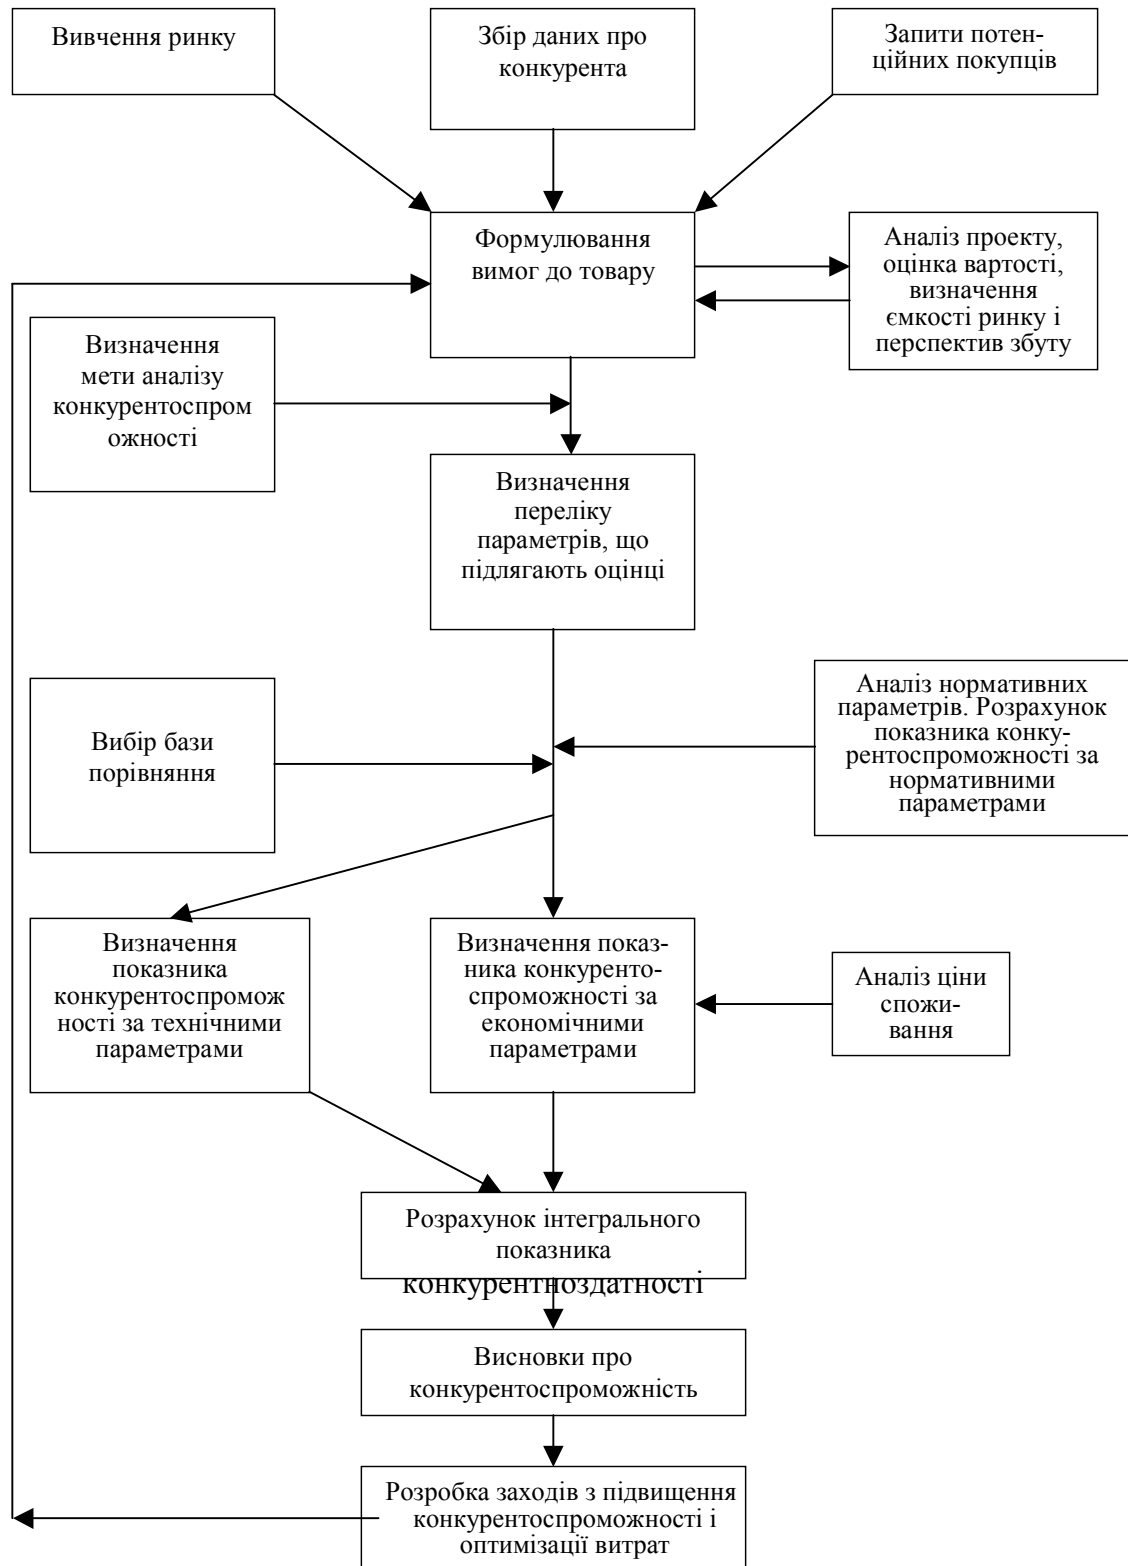 Вивчення ринку
Збір даних про
конкурента
Запити потен-
ційних покупців
Формулювання
вимог до товару
Аналіз проекту,
оцінка вартості,
визначення
ємкості ринку і
перспектив збуту
Визначення
мети аналізу
конкурентоспром
ожності
Визначення
переліку
параметрів, що
підлягають оцінці
Вибір бази
порівняння
Аналіз нормативних
параметрів. Розрахунок
показника конку-
рентоспроможності за
нормативними
параметрами
Визначення
показника
конкурентоспромож
ності за технічними
параметрами
Визначення показ-
ника конкуренто-
спроможності за
економічними
параметрами
Аналіз ціни
спожи-
вання
Розрахунок інтегрального
показника
конкурентноздатності
Висновки про
конкурентоспроможність
Розробка заходів з підвищення
конкурентоспроможності і
оптимізації витрат